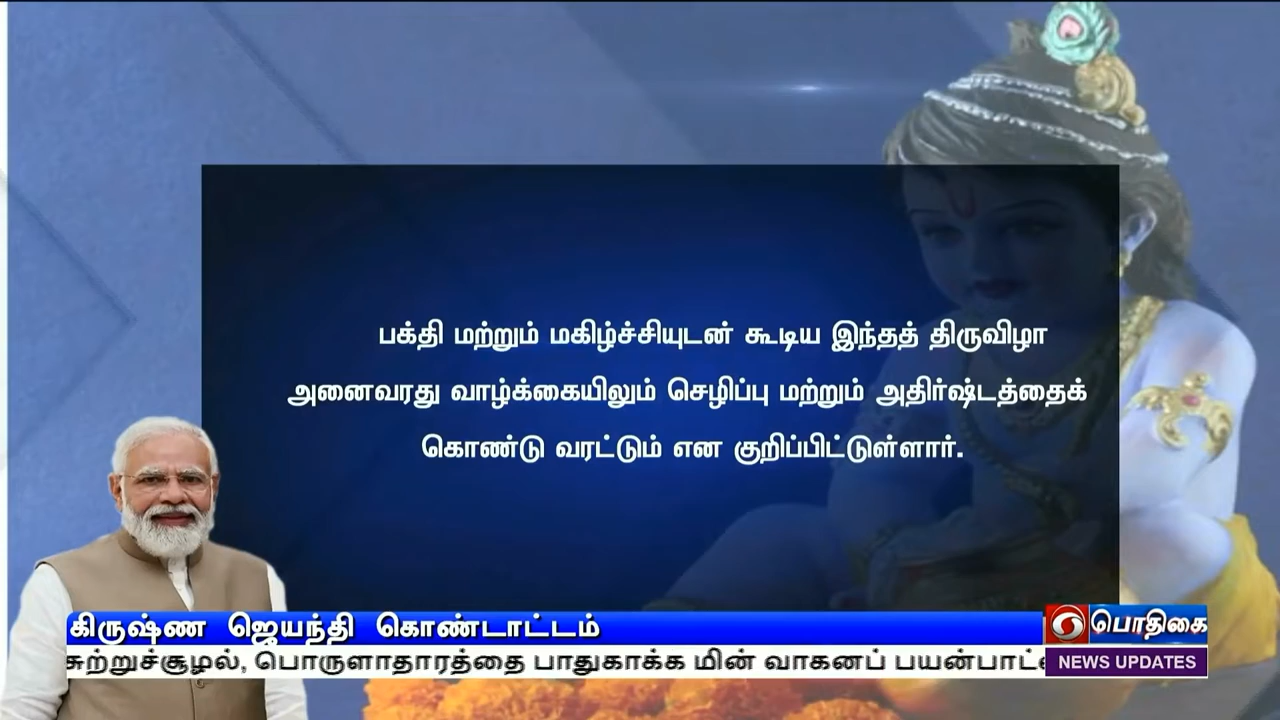 பக்தி மற்றும் மகிழ்ச்சியுடன் கூடிய இந்தத் திருவிழா
அனைவரது வாழ்க்கையிலும் செழிப்பு மற்றும் அதிர்ஷ்டத்தைக்
கொண்டு வரட்டும் என குறிப்பிட்டுள்ளார்.
கிருஷ்ண ஜெயந்தி கொண்டாட்டம்
பொதிகை
சுற்றுச்சூழல், பொருளாதாரத்தை பாதுகாக்க மின் வாகனப்
NEWS UPDATES